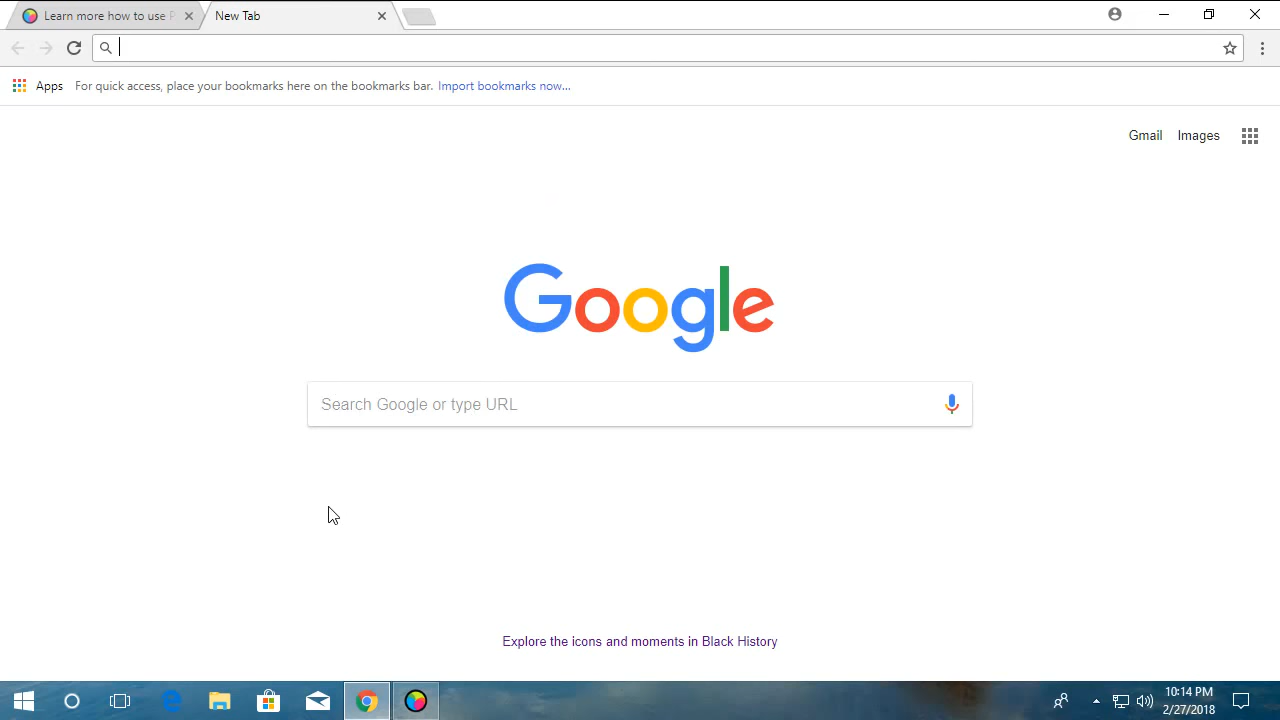 Learn more how to use
New Tab
Apps
For quick access, place your bookmarks here on the bookmarks bar. Import bookmarks now...
Gmail
Images
Google
Search Google or type URL
Explore the icons and moments in Black History
10:14 PM
2/27/2018